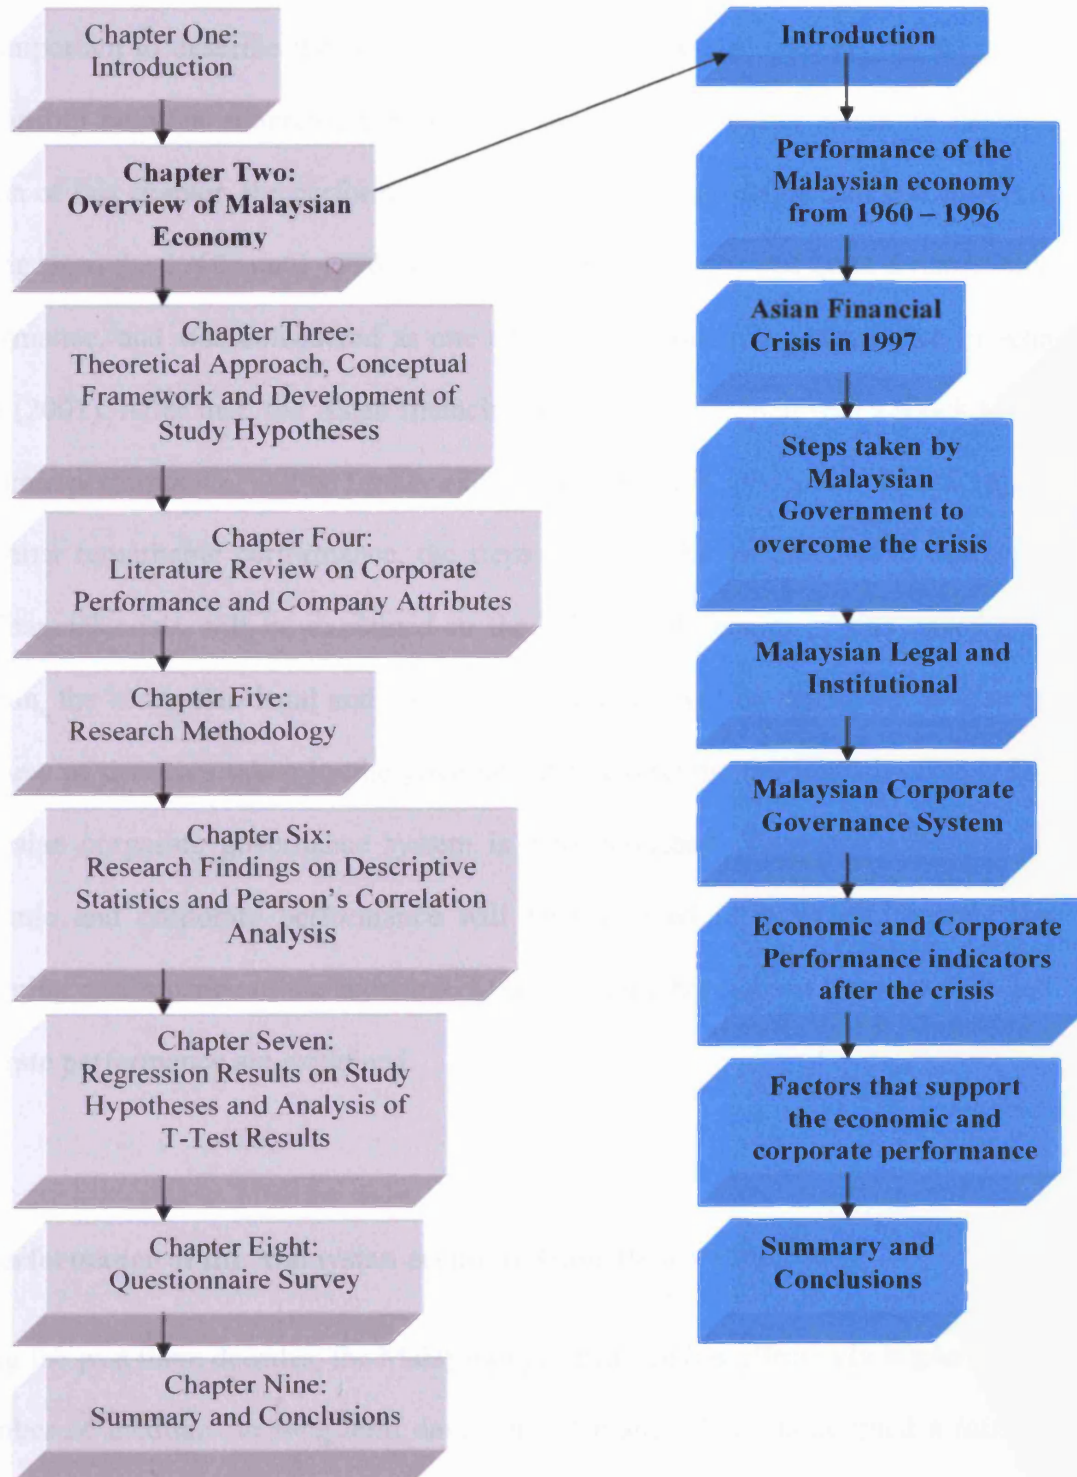 Chapter One:
Introduction
Chapter Two:
Overview of Malaysian
Economy
Chapter Three:
Theoretical Approach, Conceptual
Framework and Development of
Study Hypotheses
Chapter Four:
Literature Review on Corporate
Performance and Company Attributes
Chapter Five:
Research Methodology
Chapter Six:
Research Findings on Descriptive
Statistics and Pearson's Correlation
Analysis
Chapter Seven:
Regression Results on Study
Hypotheses and Analysis of
T-Test Results
Chapter Eight:
Questionnaire Survey
Chapter Nine:
Summary and Conclusions
Introduction
Performance of the
Malaysian economy
from 1960 – 1996
Asian Financial
Crisis in 1997
Steps taken by
Malaysian
Government to
overcome the crisis
Malaysian Legal and
Institutional
Malaysian Corporate
Governance System
Economic and Corporate
Performance indicators
after the crisis
Factors that support
the economic and
corporate performance
Summary and
Conclusions